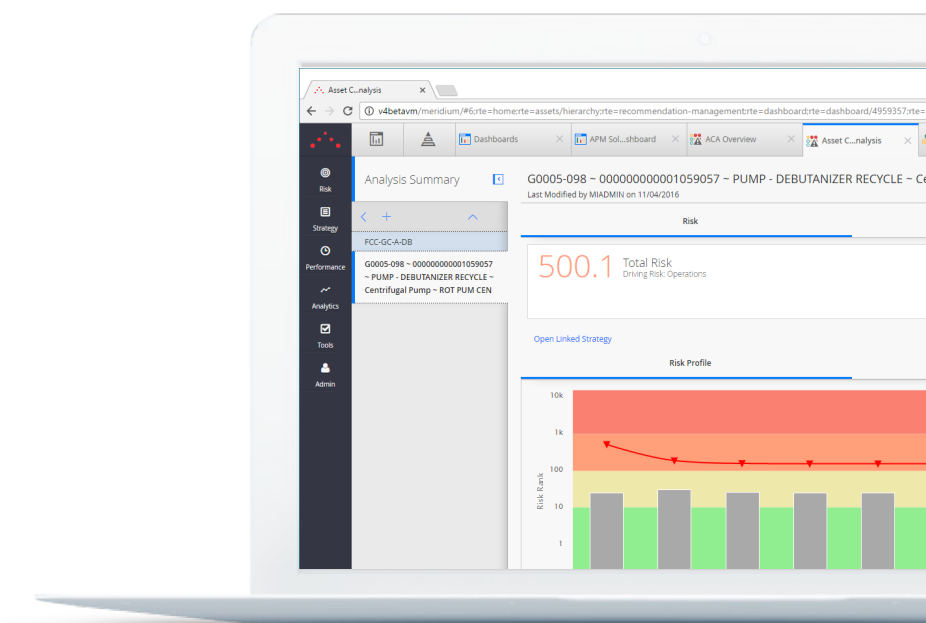 Asset C...nalysis
v4betavm/meridium/#6;rte=home;rte=assets/hierarchy;rte=recommendation-management;rte=dashboard;rte=dashboard/4959357;rte=
Dashboards
APM Sol...shboard
ACA Overview
Asset C...nalysis
Risk
Strategy
Performance
Analytics
Tools
Admin
Analysis Summary
FCC-GC-A-DB
G0005-098 ~ 000000000001059057
~ PUMP - DEBUTANIZER RECYCLE ~
Centrifugal Pump ~ ROT PUM CEN
G0005-098 ~ 000000000001059057 ~ PUMP - DEBUTANIZER RECYCLE ~ Ce
Last Modified by MIADMIN on 11/04/2016
Risk
500.1
Total Risk
Driving Risk: Operations
Open Linked Strategy
Risk Profile
Risk Rank
10k
1k
100
10
1